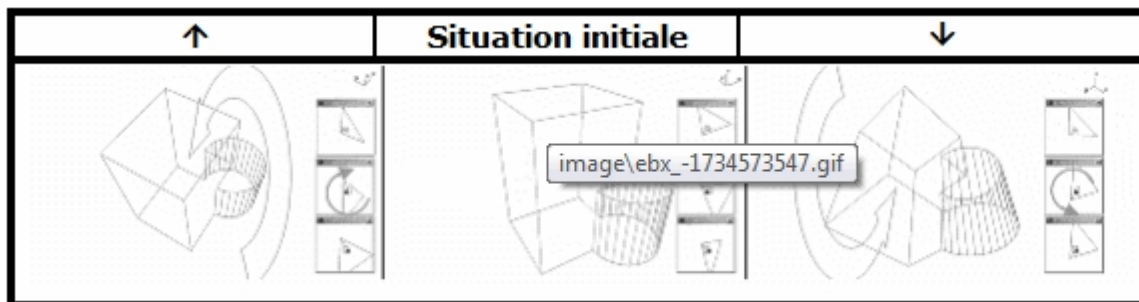 ↑ Situation initiale ↓
image\ebx_-1734573547.gif